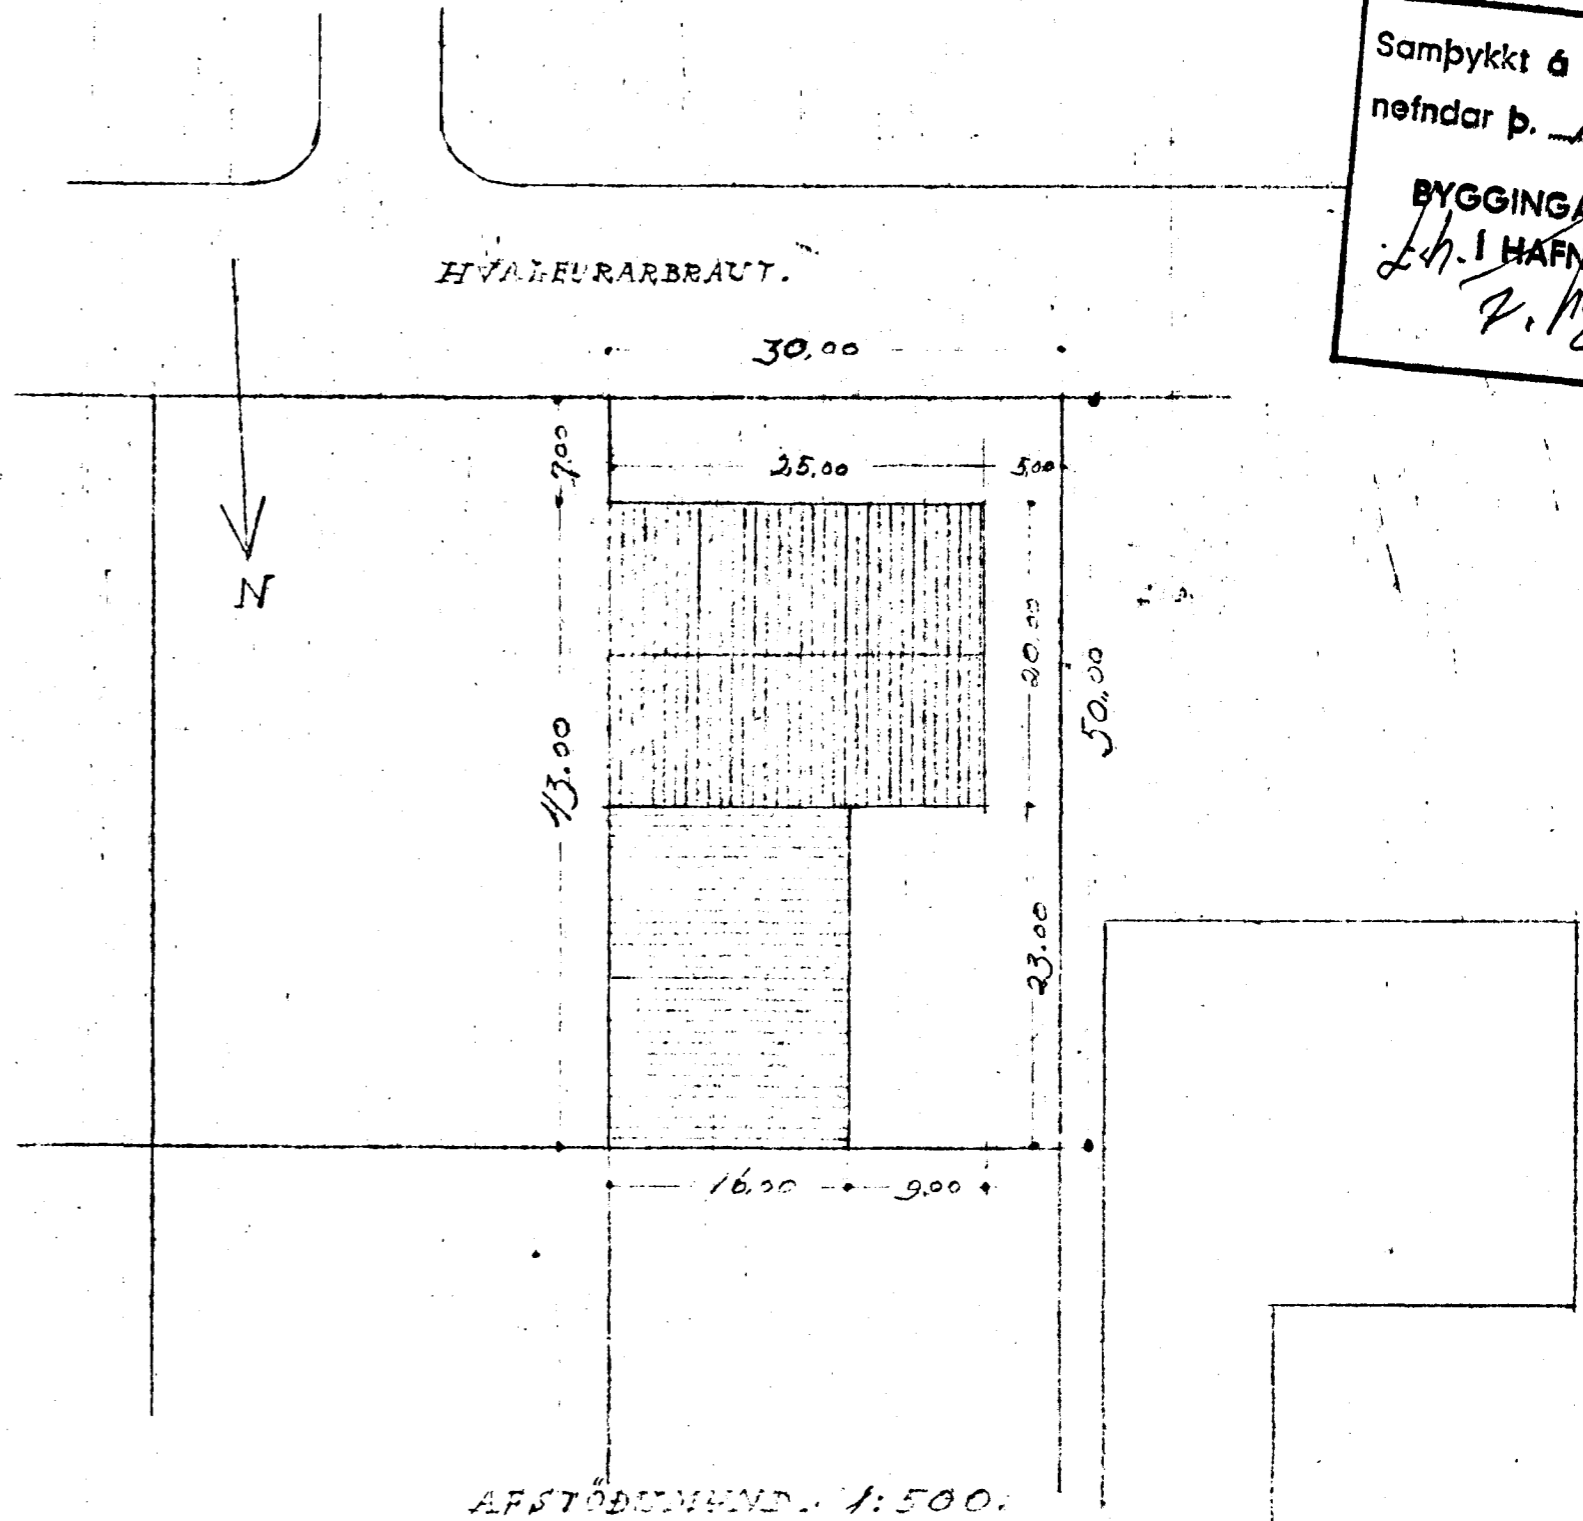 Samþykkt á
nefndar þ.
BYGGINGA
Í HAFN
HVALEYRARBRAUT.
30,00
7,00
25,00
5,00
N
20.00
50,00
43.00
23.00
16,00
9,00
AFSTÖÐUMYND. 1:500.